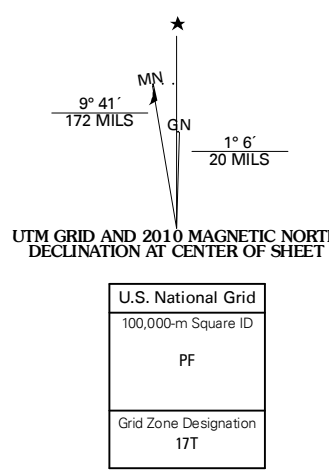 MN
9° 41´
172 MILS
GN
1° 6´
20 MILS
UTM GRID AND 2010 MAGNETIC NORT
DECLINATION AT CENTER OF SHEET
U.S. National Grid
100,000-m Square ID
PF
Grid Zone Designation
17T